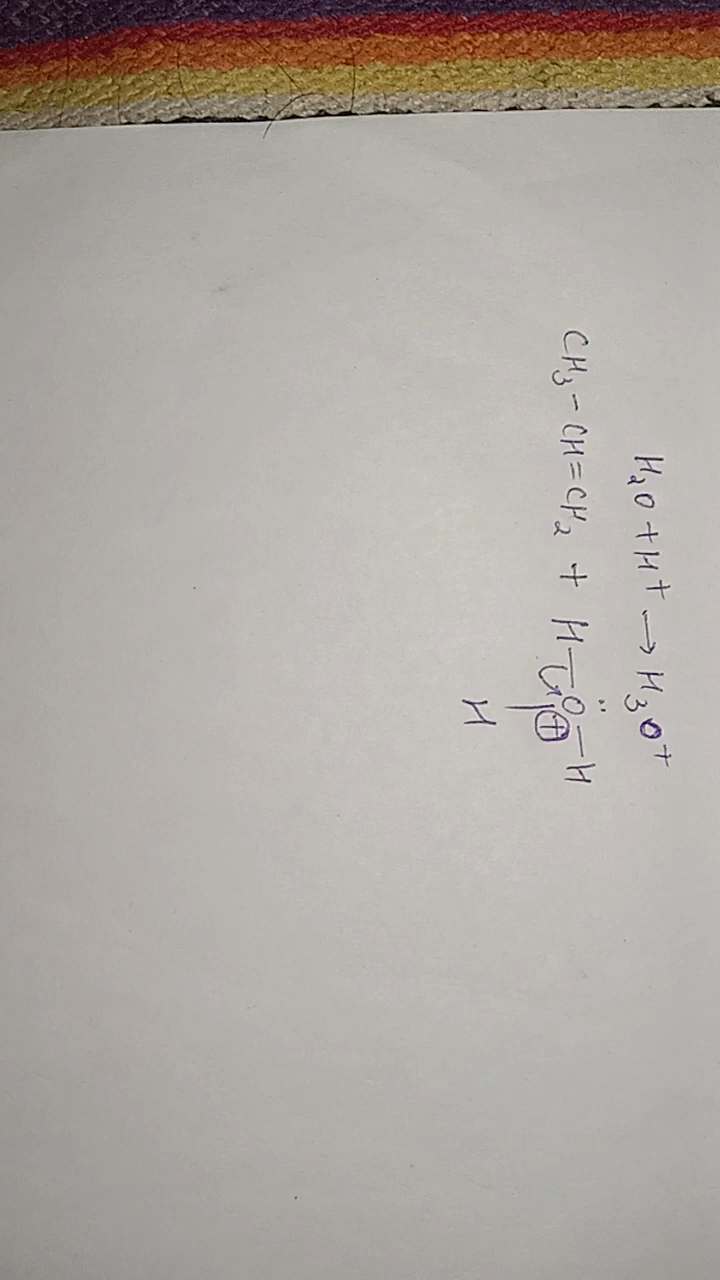 H₂O + H⁺ → H₃O⁺
CH₃ – CH = CH₂ + H – Ö – H
⊕
H